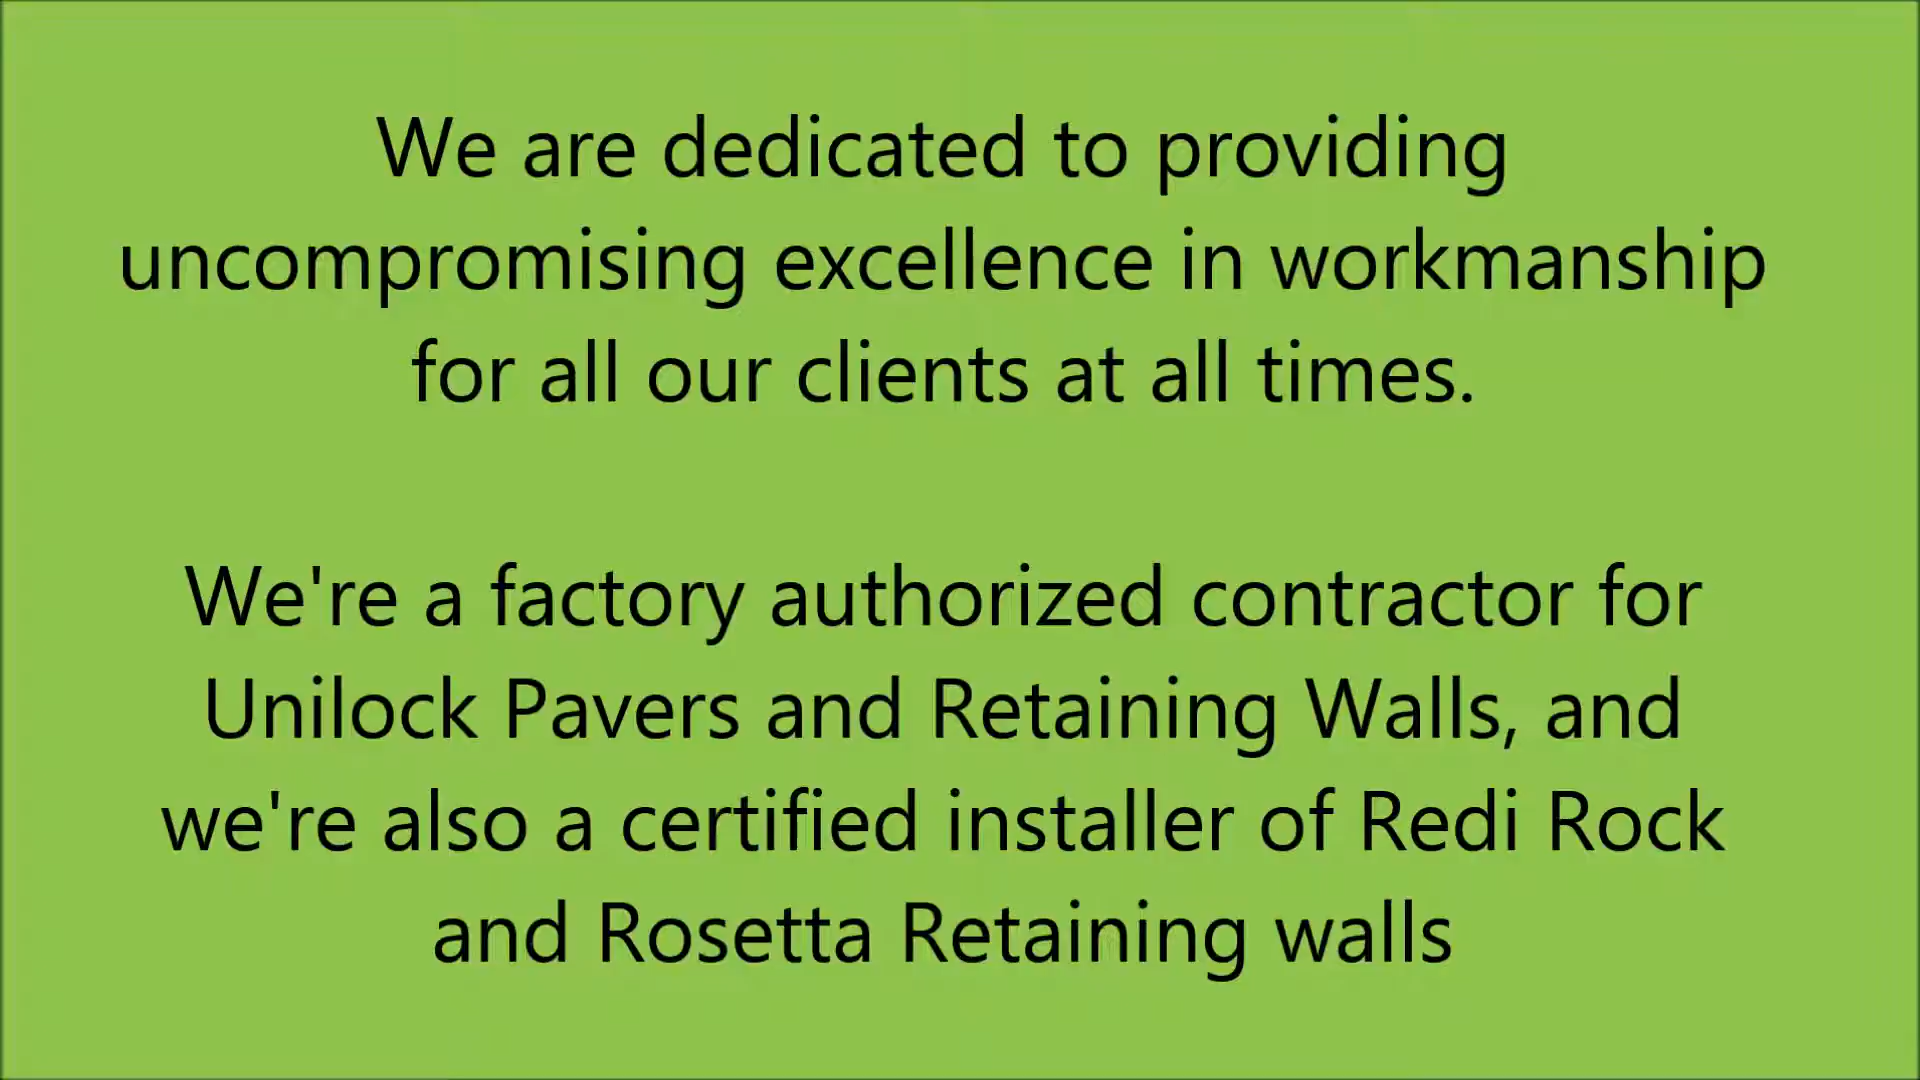 We are dedicated to providing
uncompromising excellence in workmanship
for all our clients at all times.
We're a factory authorized contractor for
Unilock Pavers and Retaining Walls, and
we're also a certified installer of Redi Rock
and Rosetta Retaining walls